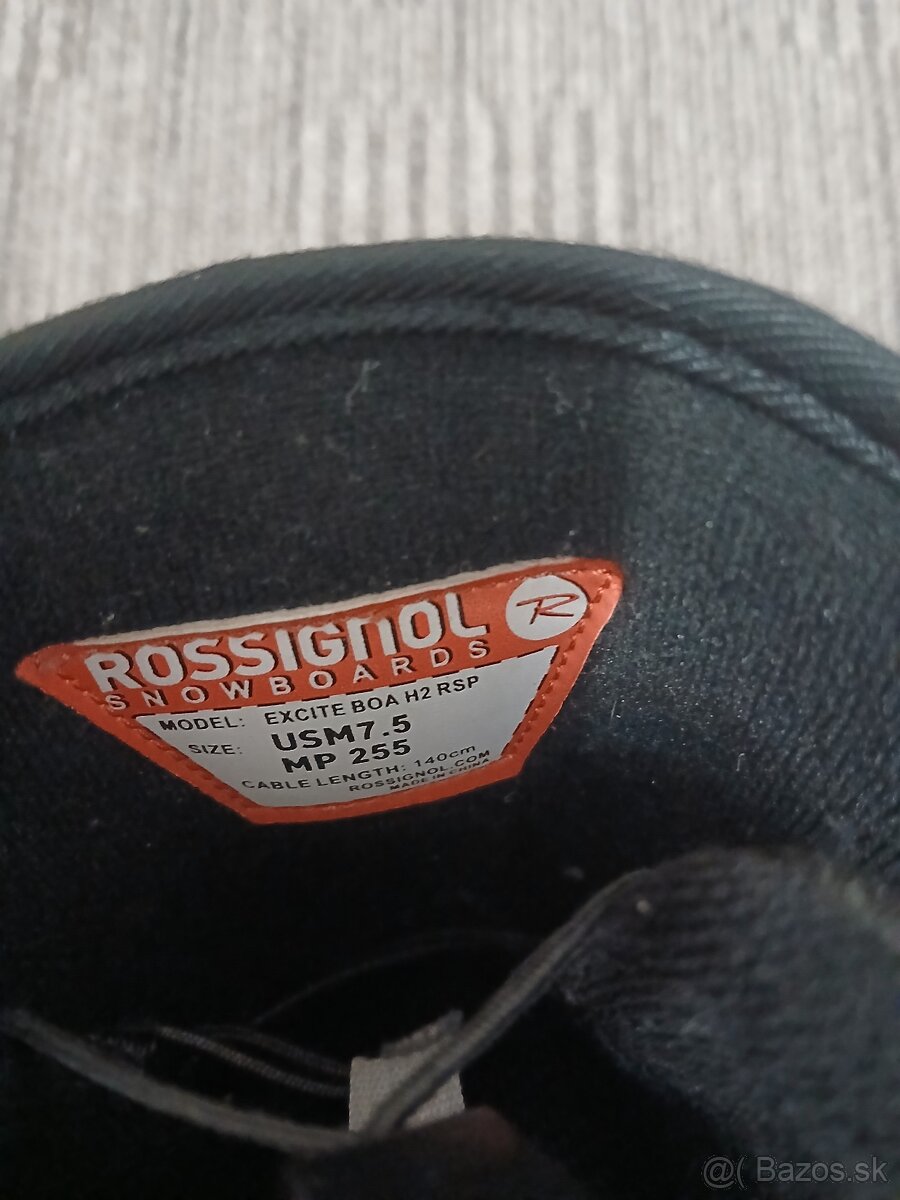 ROSSIGNOL R
SNOWBOARDS
MODEL: EXCITE BOA H2 RSP
SIZE: USM7.5
MP 255
CABLE LENGTH: 140cm
ROSSIGNOL.COM
MADE IN CHINA
@( Bazos.sk